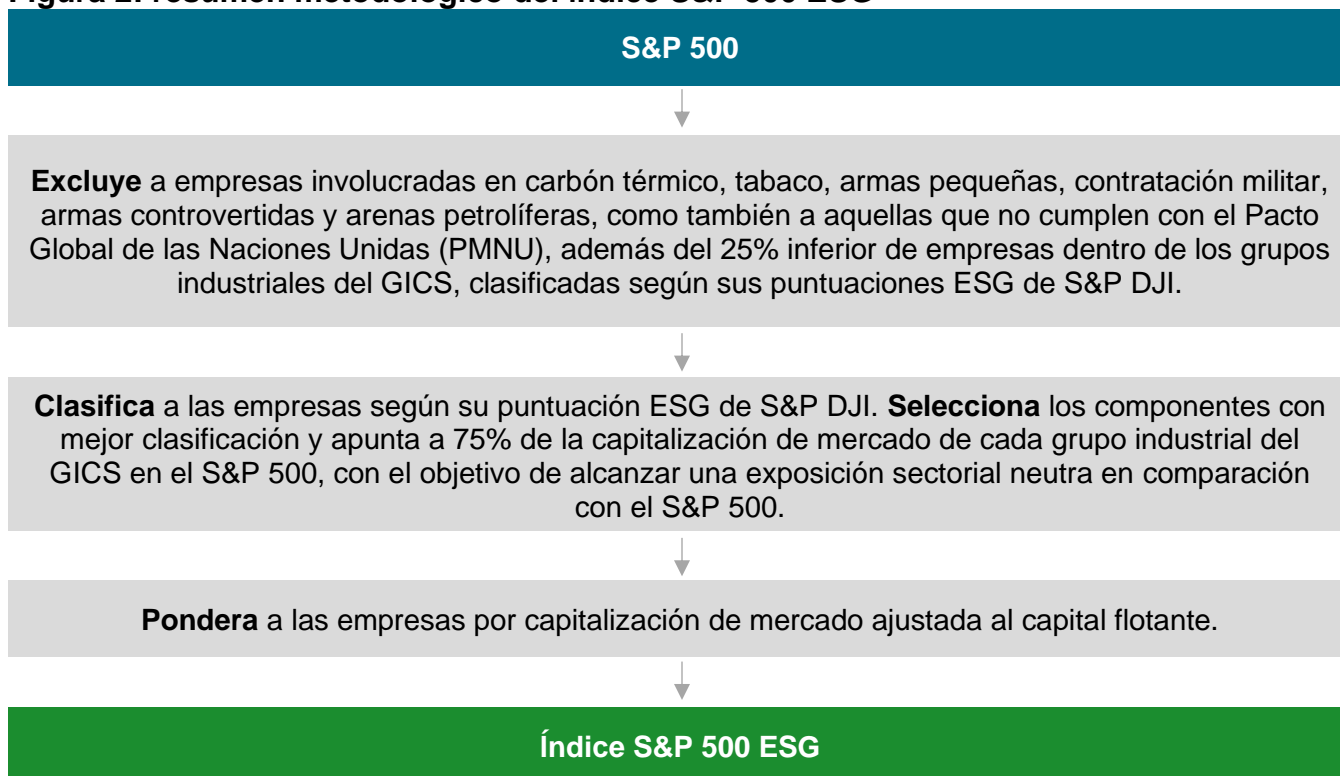 S&P 500
Excluye a empresas involucradas en carbón térmico, tabaco, armas pequeñas, contratación militar,
armas controvertidas y arenas petrolíferas, como también a aquellas que no cumplen con el Pacto
Global de las Naciones Unidas (PMNU), además del 25% inferior de empresas dentro de los grupos
industriales del GICS, clasificadas según sus puntuaciones ESG de S&P DJI.
Clasifica a las empresas según su puntuación ESG de S&P DJI. Selecciona los componentes con
mejor clasificación y apunta a 75% de la capitalización de mercado de cada grupo industrial del
GICS en el S&P 500, con el objetivo de alcanzar una exposición sectorial neutra en comparación
con el S&P 500.
Pondera a las empresas por capitalización de mercado ajustada al capital flotante.
Índice S&P 500 ESG